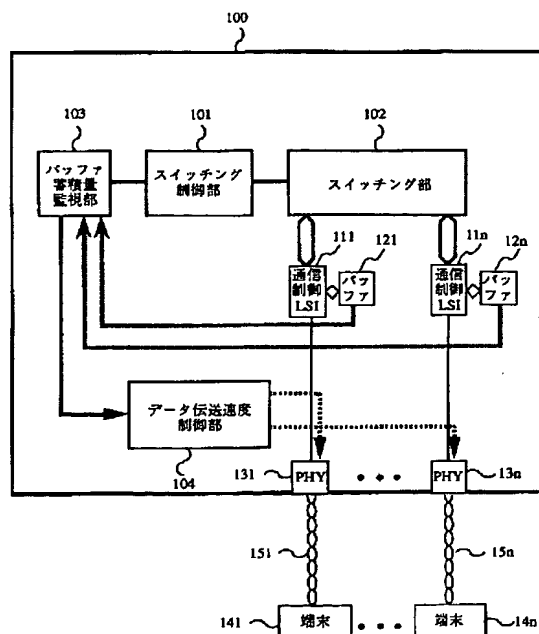 100
103
101
102
バッファ
蓄積量
監視部
スイッチング
制御部
スイッチング部
111
121
11n
12n
通信
制御
LSI
バッ
ファ
通信
制御
LSI
バッ
ファ
データ伝送速度
制御部
104
131
PHY
• • •
PHY
13n
151
15n
141
端末
• • •
端末
14n